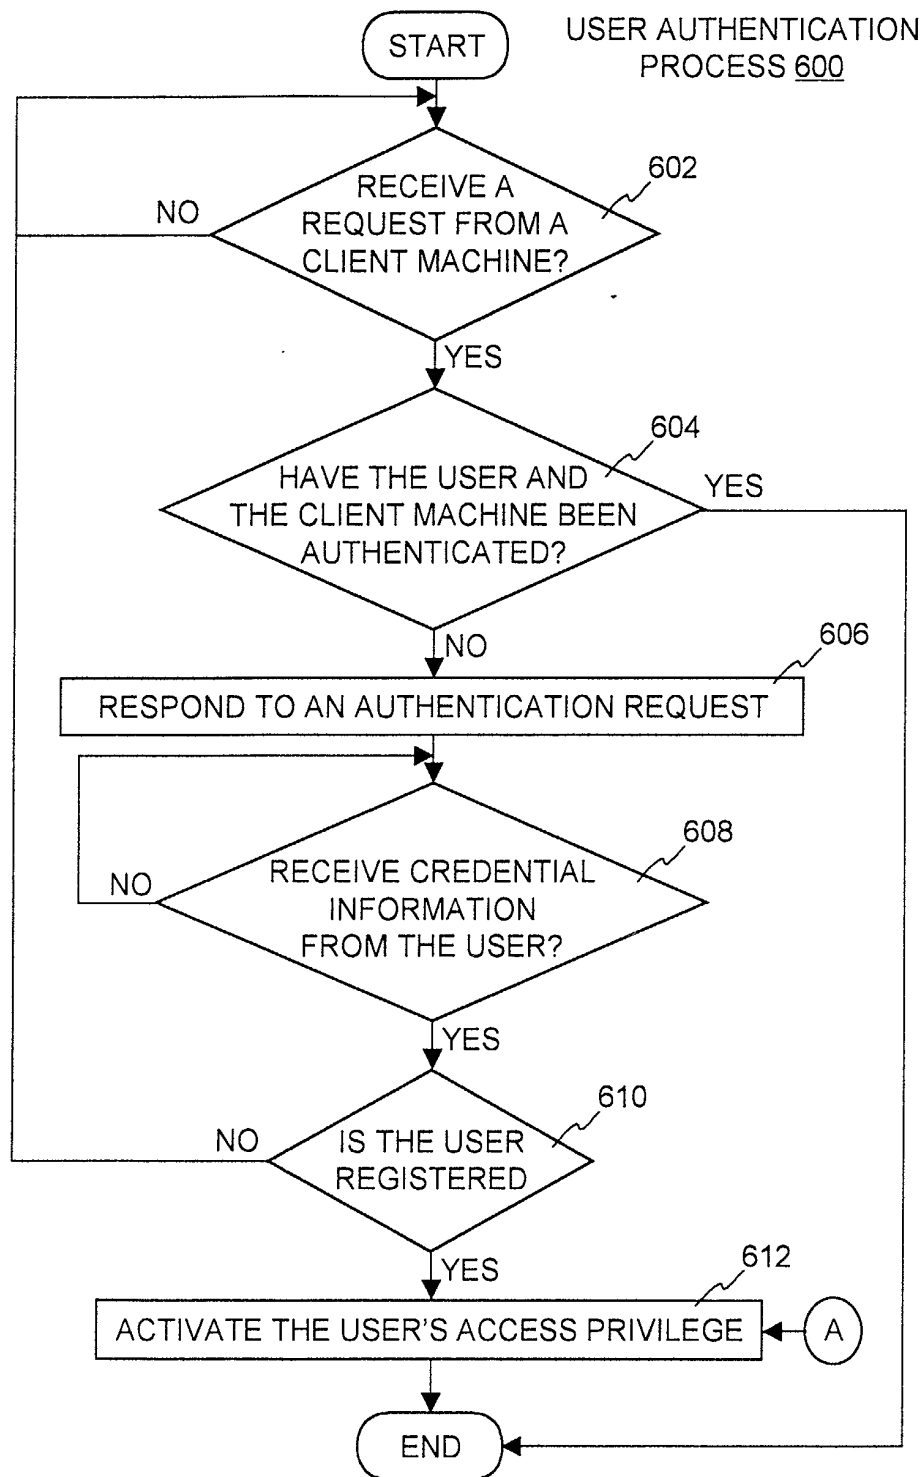 START
USER AUTHENTICATION
PROCESS 600
602
RECEIVE A
REQUEST FROM A
CLIENT MACHINE?
NO
YES
604
HAVE THE USER AND
THE CLIENT MACHINE BEEN
AUTHENTICATED?
YES
NO
606
RESPOND TO AN AUTHENTICATION REQUEST
608
RECEIVE CREDENTIAL
INFORMATION
FROM THE USER?
NO
YES
610
IS THE USER
REGISTERED
NO
YES
612
ACTIVATE THE USER'S ACCESS PRIVILEGE
A
END